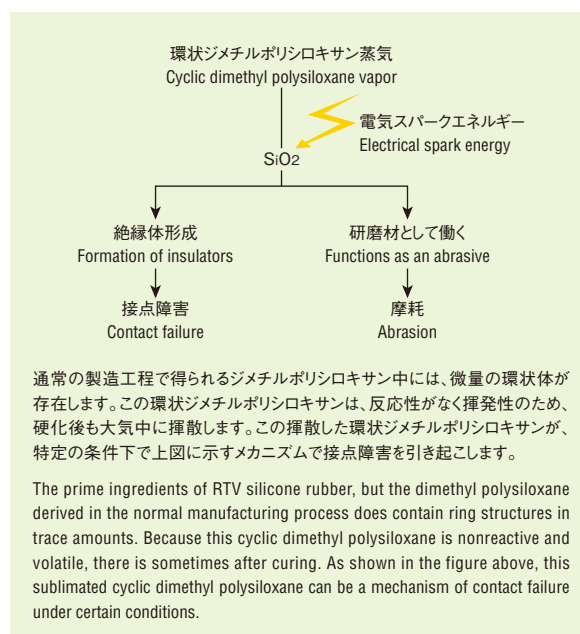 環状ジメチルポリシロキサン蒸気
Cyclic dimethyl polysiloxane vapor
電気スパークエネルギー
Electrical spark energy
SiO2
絶縁体形成
Formation of insulators
研磨材として働く
Functions as an abrasive
接点障害
Contact failure
摩耗
Abrasion
通常の製造工程で得られるジメチルポリシロキサン中には、微量の環状体が
存在します。この環状ジメチルポリシロキサンは、反応性がなく揮発性のため、
硬化後も大気中に揮散します。この揮散した環状ジメチルポリシロキサンが、
特定の条件下で上図に示すメカニズムで接点障害を引き起こします。
The prime ingredients of RTV silicone rubber, but the dimethyl polysiloxane
derived in the normal manufacturing process does contain ring structures in
trace amounts. Because this cyclic dimethyl polysiloxane is nonreactive and
volatile, there is sometimes after curing. As shown in the figure above, this
sublimated cyclic dimethyl polysiloxane can be a mechanism of contact failure
under certain conditions.